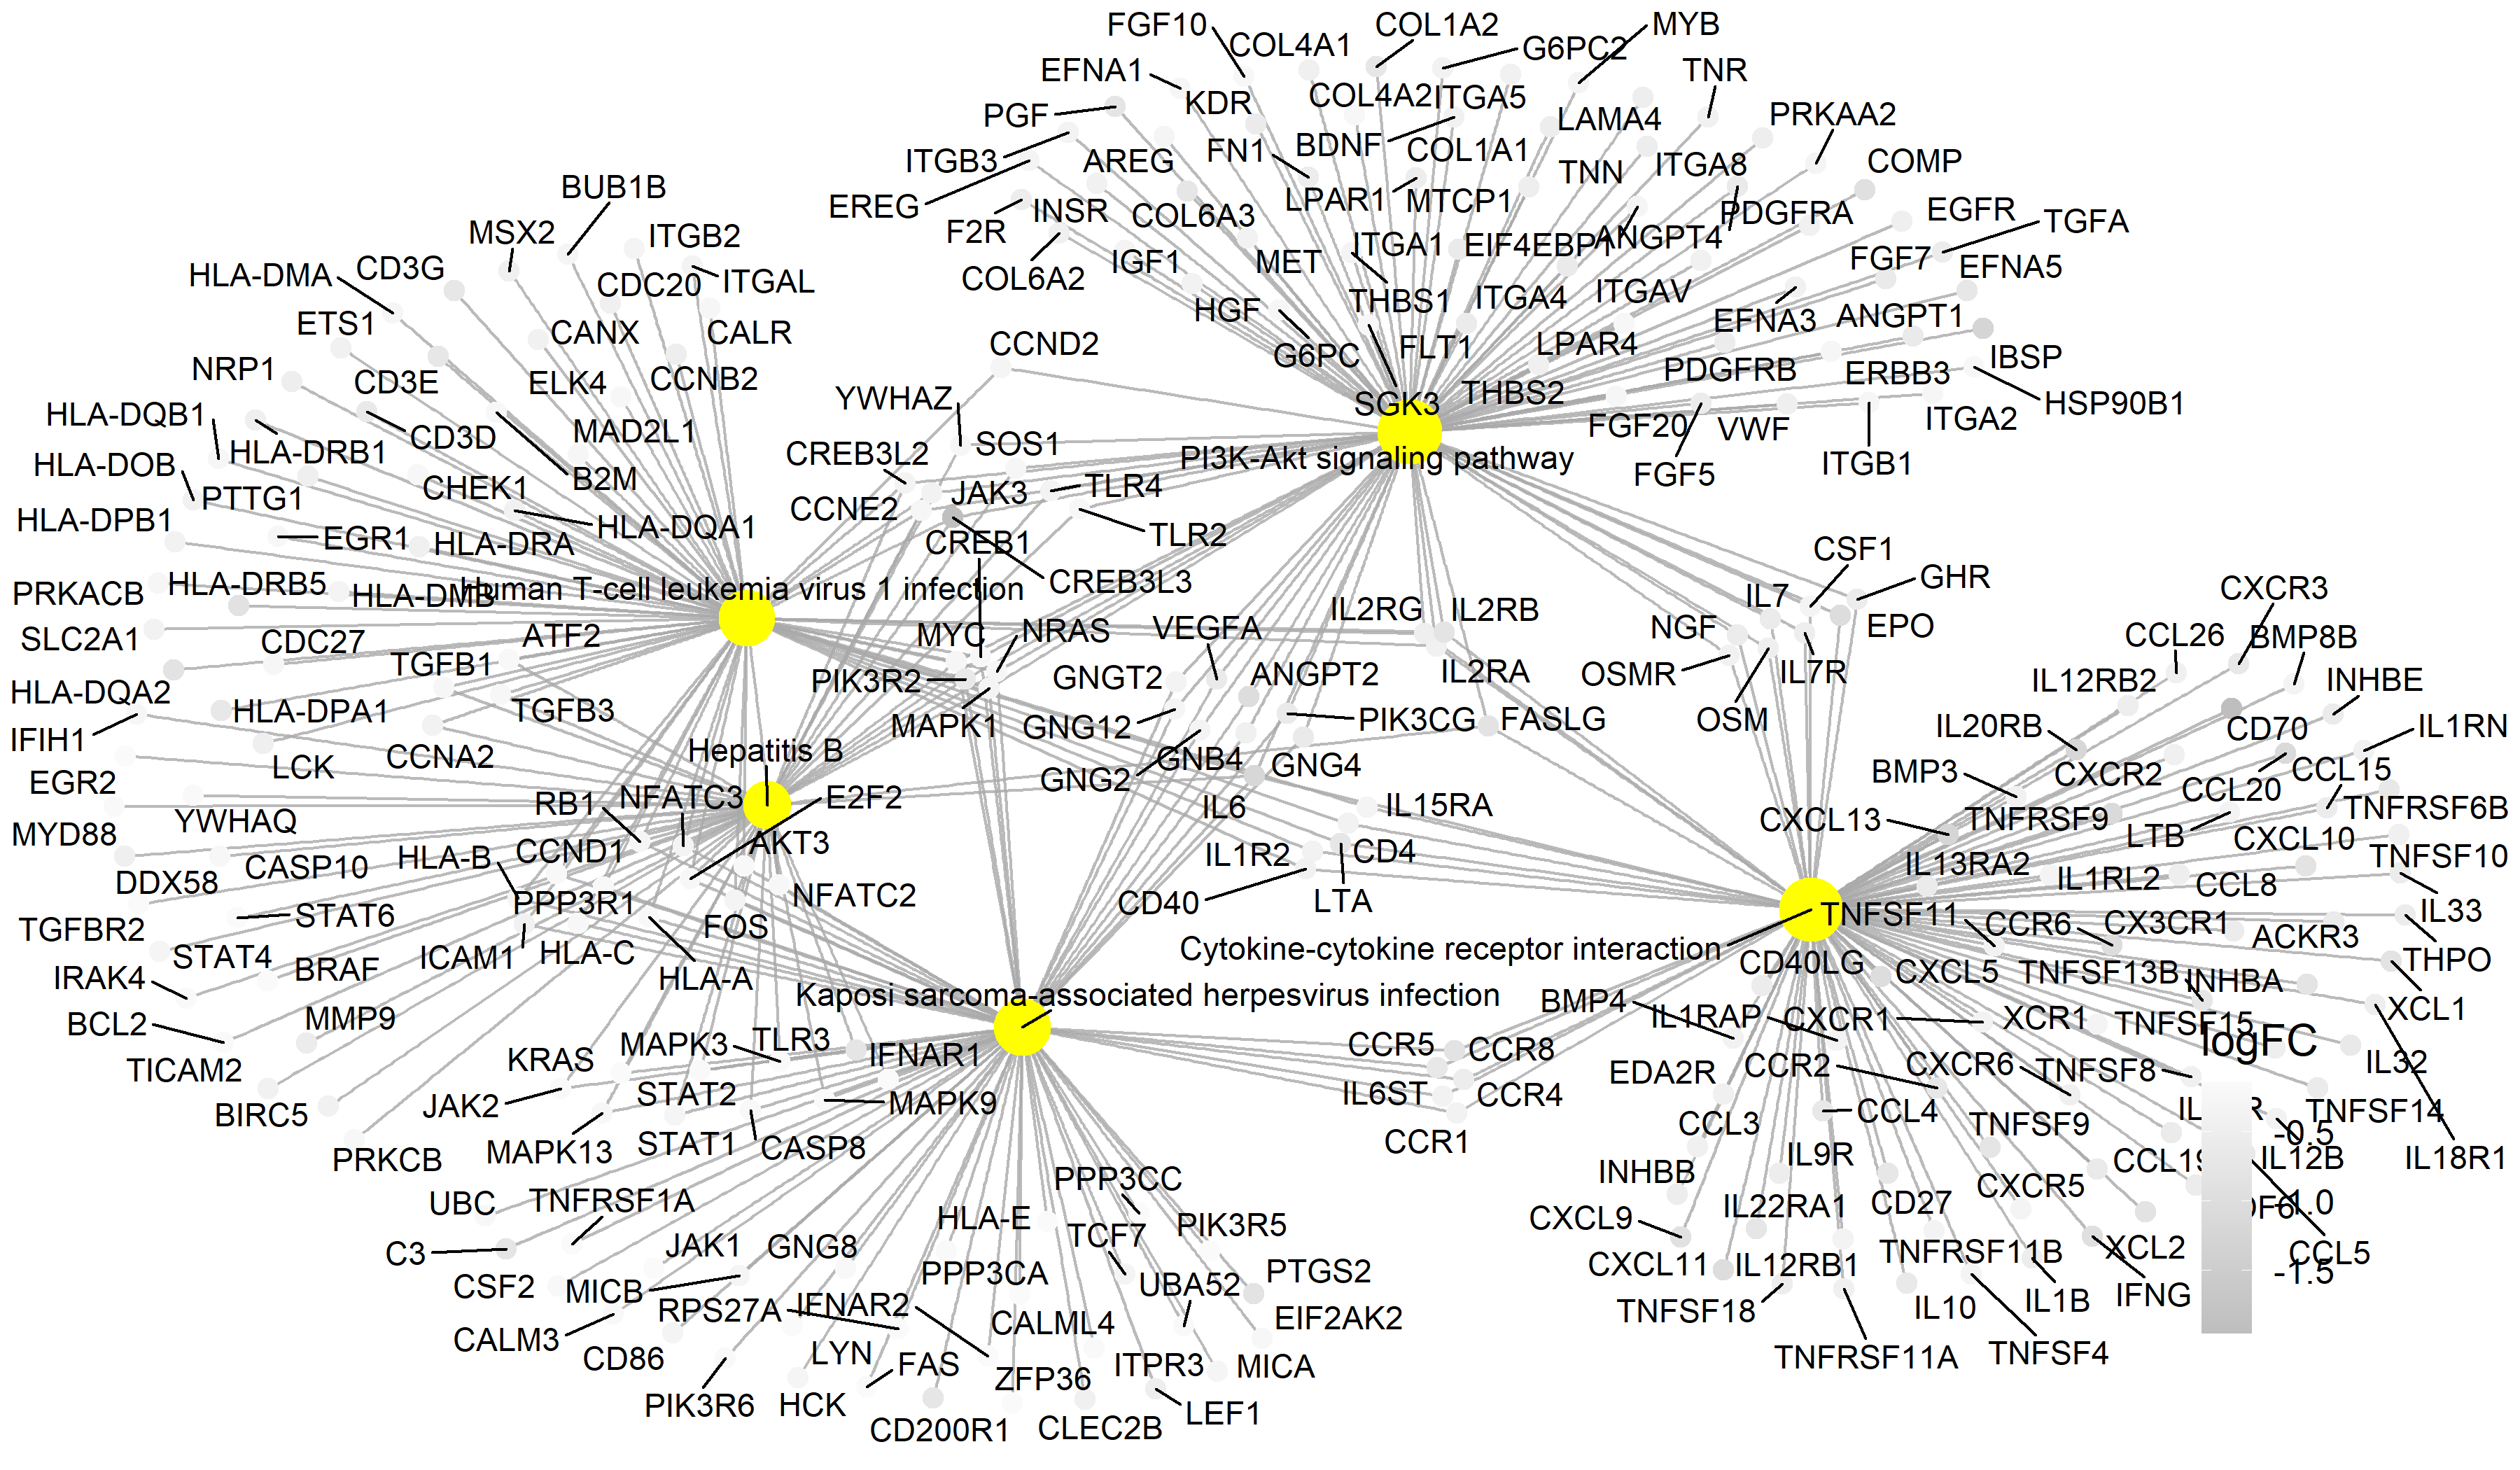 FGF10
COL1A2
MYB
COL4A1
G6PC2
EFNA1
TNR
KDR
COL4A2
ITGA5
PGF
LAMA4
PRKAA2
BDNF
COL1A1
FN1
ITGB3
AREG
TNN
ITGA8
COMP
BUB1B
LPAR1
MTCP1
EREG
INSR
COL6A3
PDGFRA
EGFR
TGFA
MSX2
ITGB2
F2R
ITGA1
EIF4EBP1
ANGPT4
HLA-DMA
CD3G
CDC20
ITGAL
COL6A2
IGF1
MET
FGF7
EFNA5
ETS1
CANX
CALR
HGF
THBS1
ITGA4
ITGAV
EFNA3
ANGPT1
CCND2
G6PC
FLT1
LPAR4
NRP1
CD3E
ELK4
CCNB2
PDGFRB
ERBB3
IBSP
YWHAZ
SGK3
THBS2
HSP90B1
HLA-DQB1
HLA-DRB1
CD3D
MAD2L1
SOS1
FGF20
VWF
ITGA2
HLA-DOB
PTTG1
CHEK1
B2M
CREB3L2
PI3K-Akt signaling pathway
FGF5
ITGB1
HLA-DPB1
EGR1
HLA-DRA
HLA-DQA1
CCNE2
JAK3
TLR4
CREB1
TLR2
PRKACB
HLA-DRB5
HLA-DMB
Human T-cell leukemia virus 1 infection
CREB3L3
CSF1
GHR
SLC2A1
CDC27
ATF2
MYC
NRAS
VEGFA
IL2RG
IL2RB
NGF
IL7
EPO
CXCR3
CCL26
BMP8B
HLA-DQA2
TGFB1
PIK3R2
GNGT2
ANGPT2
IL2RA
OSMR
IL7R
IL12RB2
INHBE
IFIH1
HLA-DPA1
TGFB3
MAPK1
GNG12
PIK3CG
FASLG
OSM
IL20RB
CD70
IL1RN
EGR2
LCK
CCNA2
Hepatitis B
GNG2
GNB4
GNG4
BMP3
CXCR2
CCL20
CCL15
MYD88
YWHAQ
RB1
NFATC3
E2F2
IL6
IL15RA
CXCL13
TNFRSF9
LTB
CXCL10
TNFRSF6B
DDX58
CASP10
HLA-B
CCND1
AKT3
IL1R2
CD4
IL13RA2
IL1RL2
CCL8
TNFSF10
TGFBR2
STAT6
PPP3R1
NFATC2
CD40
LTA
TNFSF11
CCR6
CX3CR1
ACKR3
IL33
IRAK4
STAT4
BRAF
ICAM1
HLA-C
FOS
HLA-A
Cytokine-cytokine receptor interaction
CD40LG
CXCL5
TNFSF13B
INHBA
THPO
BCL2
MMP9
Kaposi sarcoma-associated herpesvirus infection
BMP4
IL1RAP
CXCR1
XCR1
TNFSF15
XCL1
logFC
TICAM2
KRAS
MAPK3
TLR3
IFNAR1
CCR5
CCR8
EDA2R
CCR2
CXCR6
TNFSF8
IL32
BIRC5
JAK2
STAT2
MAPK9
IL6ST
CCR4
CCL3
CCL4
TNFSF9
TNFSF14
-0.5
PRKCB
MAPK13
STAT1
CASP8
CCR1
INHBB
IL9R
CXCR5
CCL19
IL12B
IL18R1
UBC
TNFRSF1A
HLA-E
PPP3CC
TCF7
PIK3R5
CXCL9
IL22RA1
CD27
-1.0
C3
JAK1
GNG8
CXCL11
IL12RB1
TNFRSF11B
XCL2
CCL5
CSF2
MICB
PPP3CA
UBA52
PTGS2
-1.5
RPS27A
IFNAR2
CALML4
EIF2AK2
TNFSF18
IL10
IL1B
IFNG
CALM3
CD86
LYN
FAS
ZFP36
ITPR3
MICA
TNFRSF11A
TNFSF4
PIK3R6
HCK
CD200R1
CLEC2B
LEF1